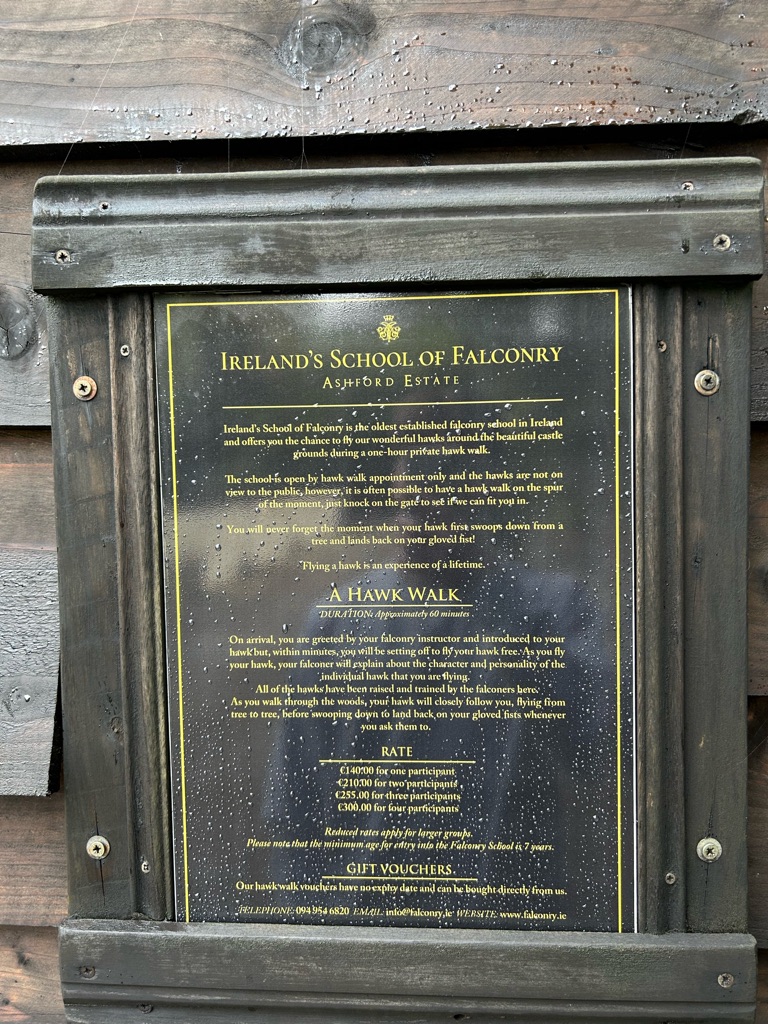 IRELAND'S SCHOOL OF FALCONRY
ASHFORD ESTATE
Ireland's School of Falconry is the oldest established falconry school in Ireland
and offers you the chance to fly our wonderful hawks around the beautiful castle
grounds during a one-hour private hawk walk.
The school is open by hawk walk appointment only and the hawks are not on
view to the public, however, it is often possible to have a hawk walk on the spur
of the moment, just knock on the gate to see if we can fit you in.
You will never forget the moment when your hawk first swoops down from a
tree and lands back on your gloved fist!
Flying a hawk is an experience of a lifetime.
A HAWK WALK
DURATION: Approximately 60 minutes
On arrival, you are greeted by your falconry instructor and introduced to your
hawk but, within minutes, you will be setting off to fly your hawk free. As you fly
your hawk, your falconer will explain about the character and personality of the
individual hawk that you are flying.
All of the hawks have been raised and trained by the falconers here.
As you walk through the woods, your hawk will closely follow you, flying from
tree to tree, before swooping down to land back on your gloved fists whenever
you ask them to.
RATE
€140.00 for one participant
€210.00 for two participants
€255.00 for three participants
€300.00 for four participants
Reduced rates apply for larger groups.
Please note that the minimum age for entry into the Falconry School is 7 years.
GIFT VOUCHERS
Our hawk walk vouchers have no expiry date and can be bought directly from us.
TELEPHONE: 094 954 6820 EMAIL: info@falconry.ie WEBSITE: www.falconry.ie